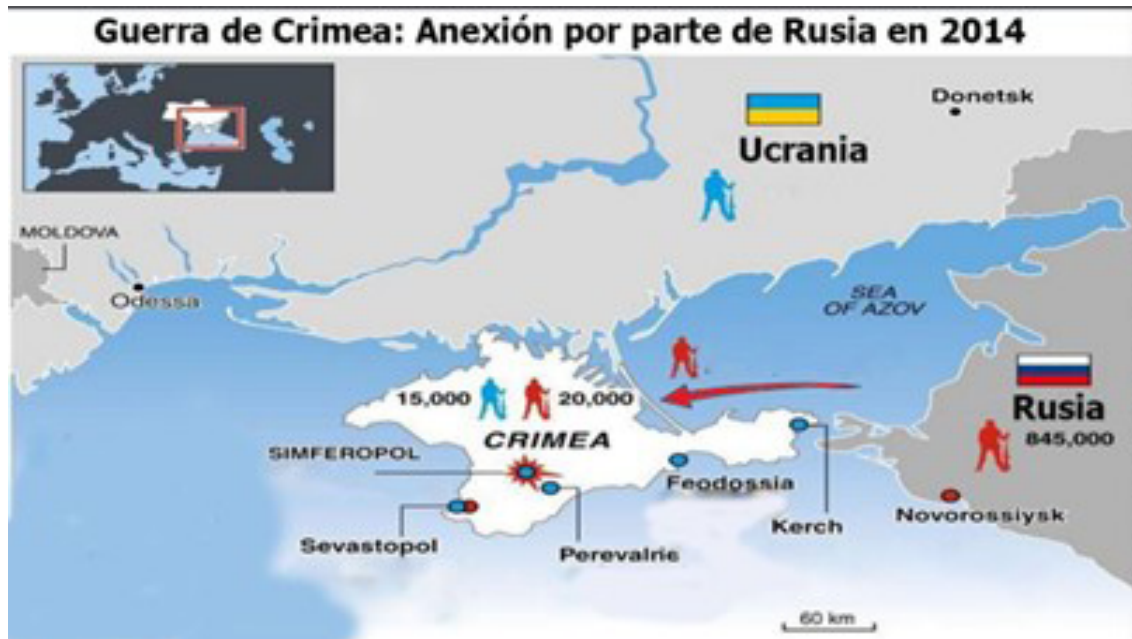 Guerra de Crimea: Anexión por parte de Rusia en 2014
Donetsk
Ucrania
MOLDOVA
Odessa
SEA
OF AZOV
Rusia
845,000
15,000
20,000
CRIMEA
SIMFEROPOL
Feodossia
Novorossiysk
Kerch
Sevastopol
Perevalrie
60 km